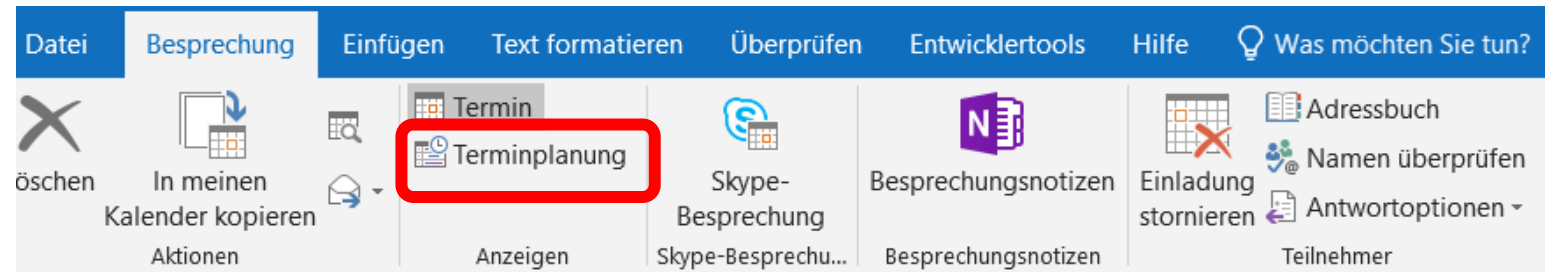 Datei Besprechung Einfügen Text formatieren Überprüfen Entwicklertools Hilfe Was möchten Sie tun?
Termin Adressbuch
Terminplanung Namen überprüfen
öschen In meinen Skype- Besprechungsnotizen Einladung
Kalender kopieren Besprechung stornieren Antwortoptionen
Aktionen Anzeigen Skype-Besprechu... Besprechungsnotizen Teilnehmer